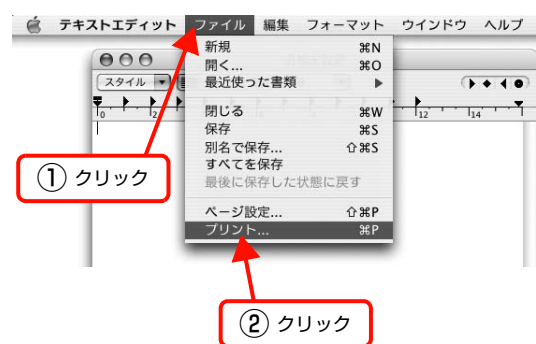 テキストエディット ファイル 編集 フォーマット ウインドウ ヘルプ
新規 ⌘N
開く... ⌘O
最近使った書類 ▶
閉じる ⌘W
保存 ⌘S
別名で保存... ⇧⌘S
すべてを保存
最後に保存した状態に戻す
ページ設定... ⇧⌘P
プリント... ⌘P
スタイル
0 12 14
① クリック
② クリック